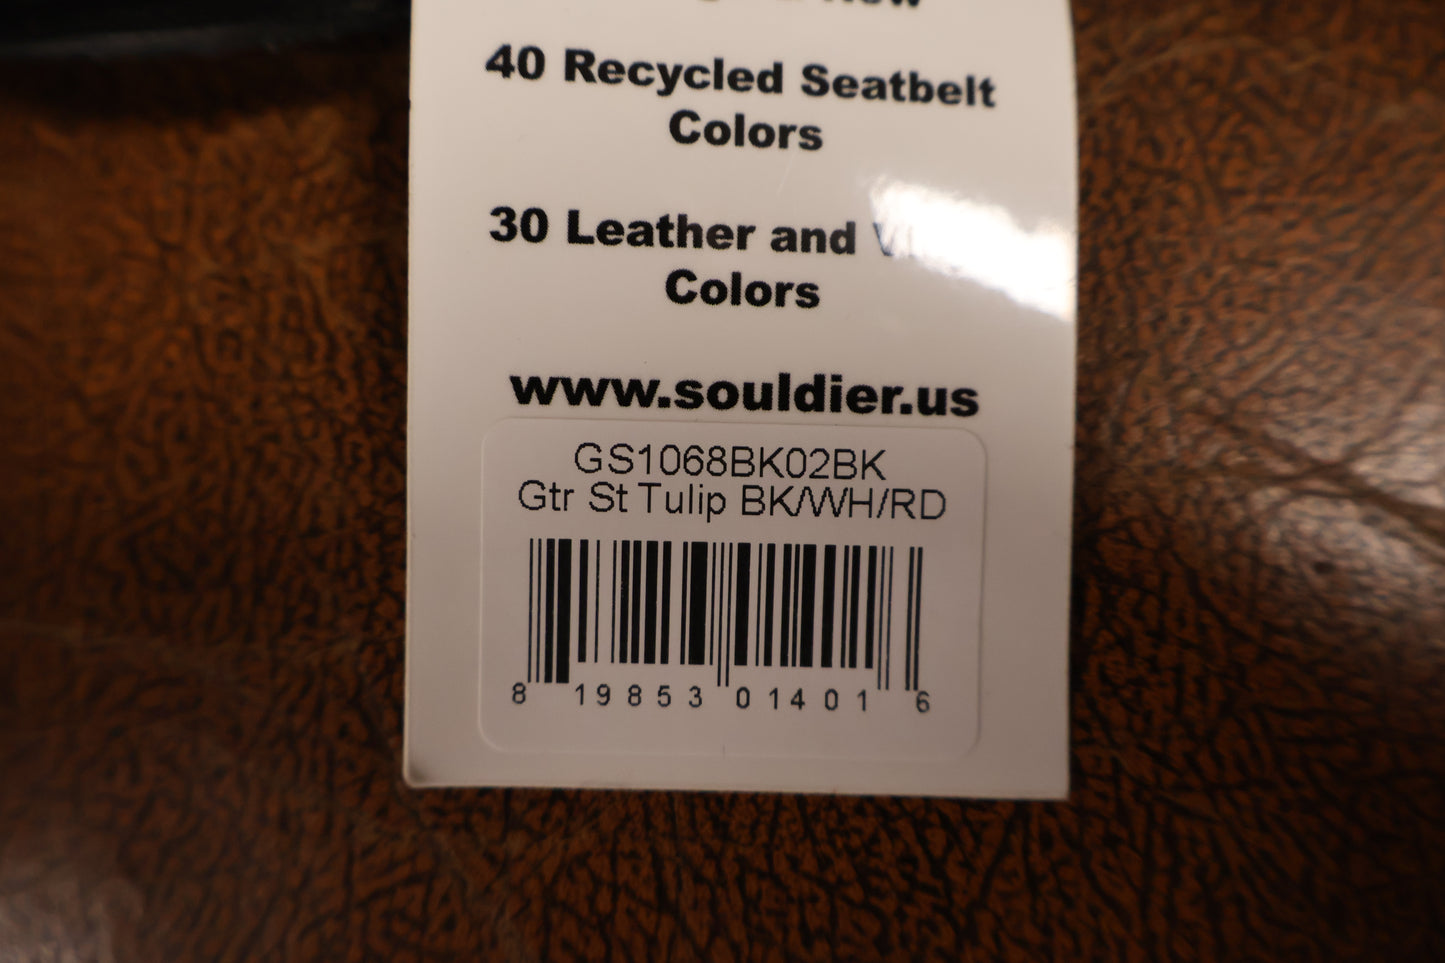 40 Recycled Seatbelt
Colors
30 Leather and
Colors
www.souldier.us
GS1068BK02BK
Gtr St Tulip BK/WH/RD
8 19853 01401 6